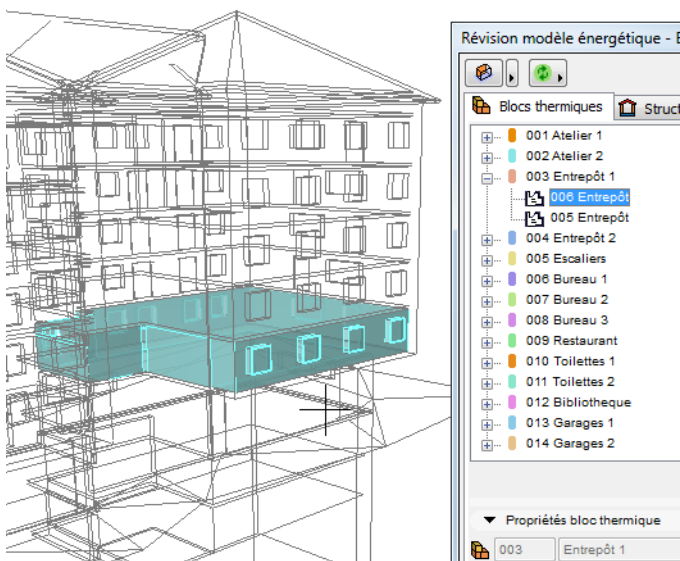 Révision modèle énergétique -
Blocs thermiques
Struct
001 Atelier 1
002 Atelier 2
003 Entrepôt 1
006 Entrepôt
005 Entrepôt
004 Entrepôt 2
005 Escaliers
006 Bureau 1
007 Bureau 2
008 Bureau 3
009 Restaurant
010 Toilettes 1
011 Toilettes 2
012 Bibliotheque
013 Garages 1
014 Garages 2
Propriétés bloc thermique
003 Entrepôt 1